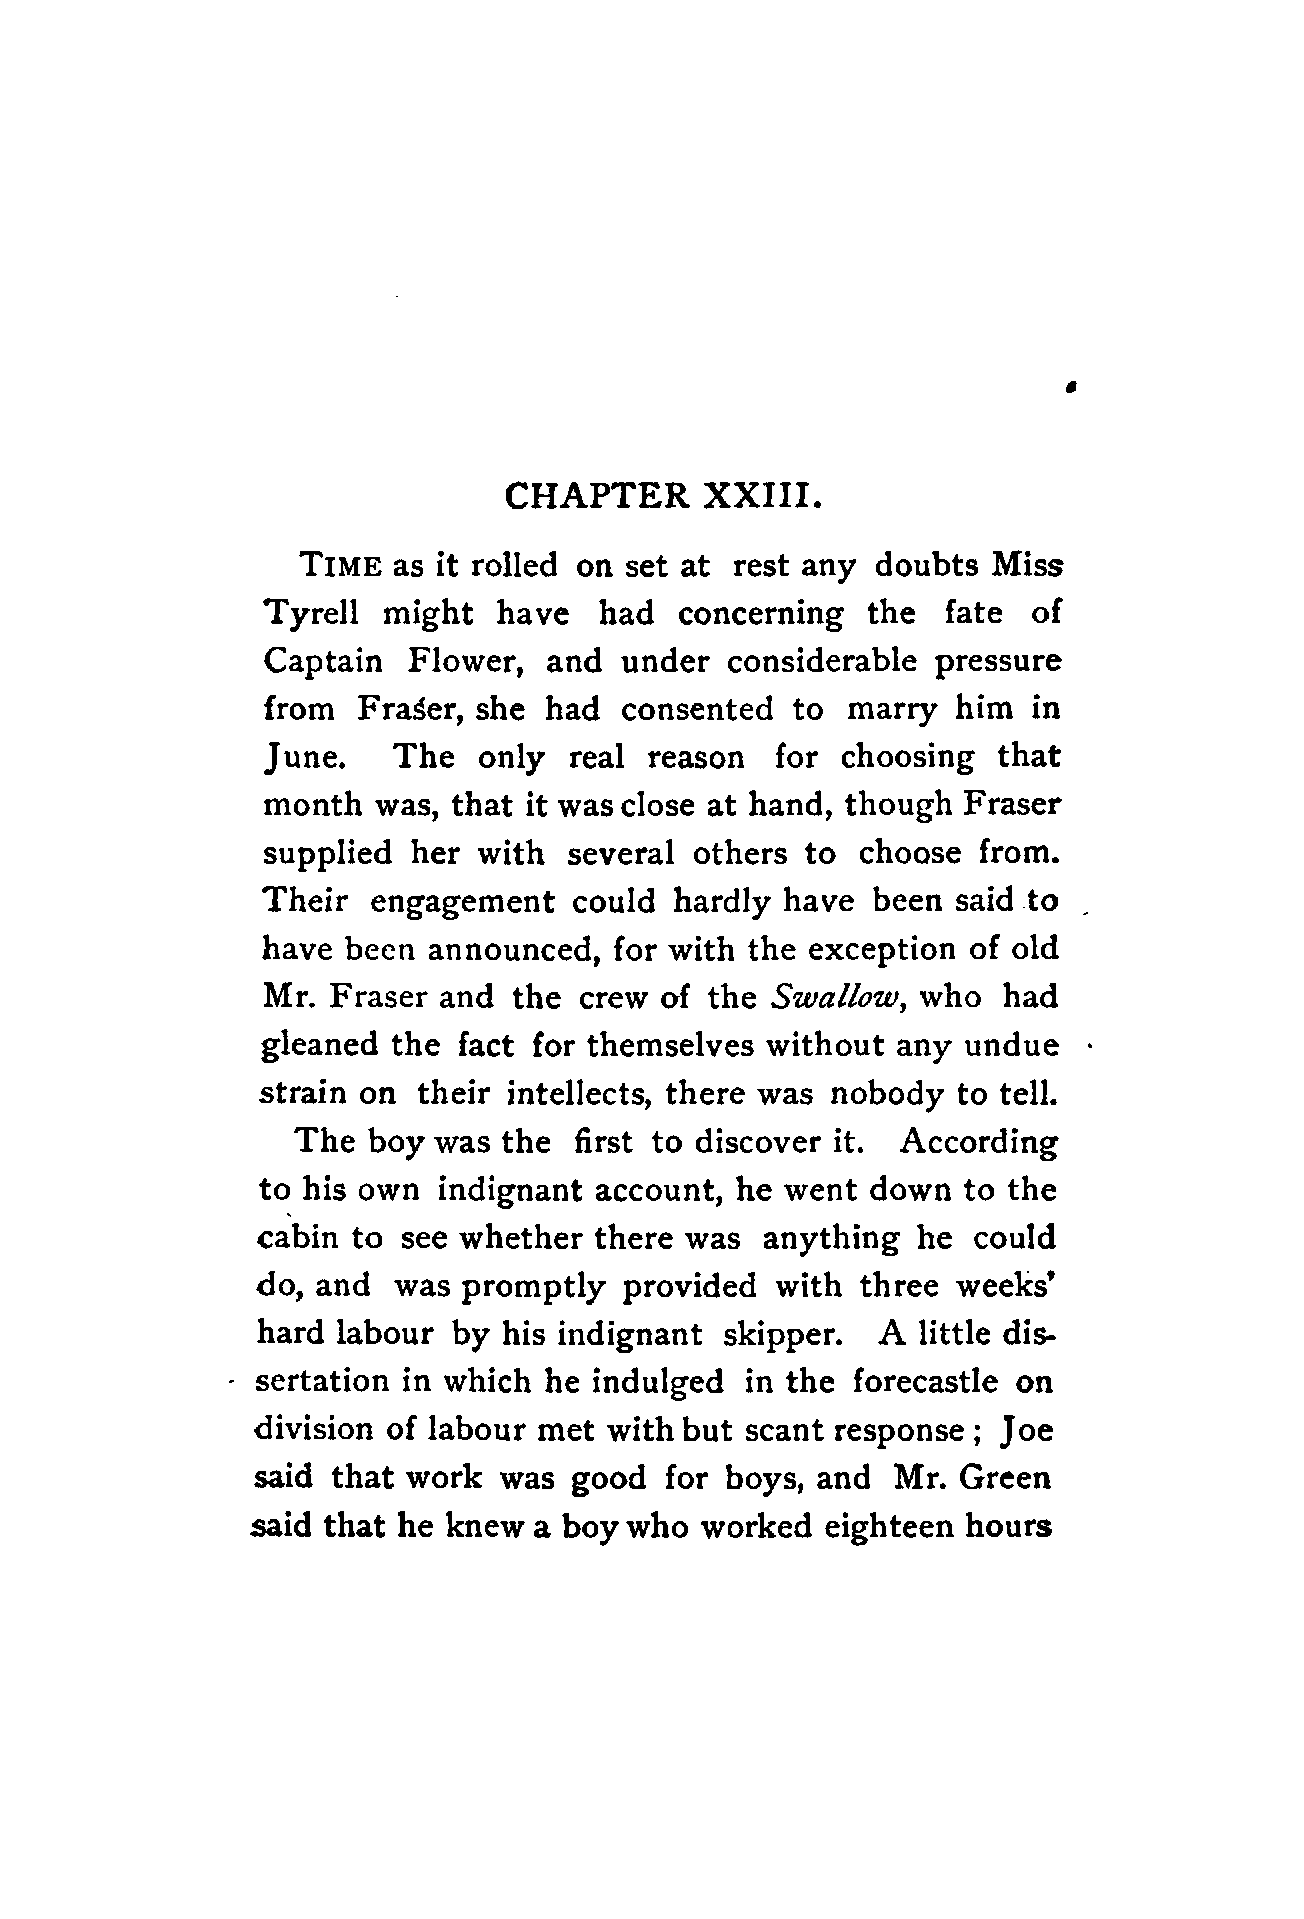 CHAPTER XXIII.
TIME as it rolled on set at rest any doubts Miss
Tyrell might have had concerning the fate of
Captain Flower, and under considerable pressure
from Fraser, she had consented to marry him in
June. The only real reason for choosing that
month was, that it was close at hand, though Fraser
supplied her with several others to choose from.
Their engagement could hardly have been said to
have been announced, for with the exception of old
Mr. Fraser and the crew of the Swallow, who had
gleaned the fact for themselves without any undue
strain on their intellects, there was nobody to tell.
The boy was the first to discover it. According
to his own indignant account, he went down to the
cabin to see whether there was anything he could
do, and was promptly provided with three weeks'
hard labour by his indignant skipper. A little dis-
sertation in which he indulged in the forecastle on
division of labour met with but scant response; Joe
said that work was good for boys, and Mr. Green
said that he knew a boy who worked eighteen hours